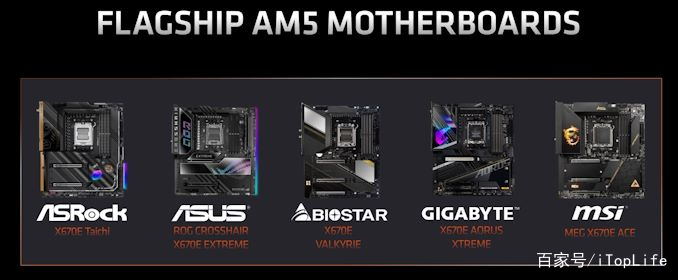 FLAGSHIP AM5 MOTHERBOARDS
ASRock
X670E Taichi
ASUS
ROG CROSSHAIR
X670E EXTREME
BIOSTAR
X670E
VALKYRIE
GIGABYTE™
X670E AORUS
XTREME
msi
MEG X670E ACE
百家号/iTopLife